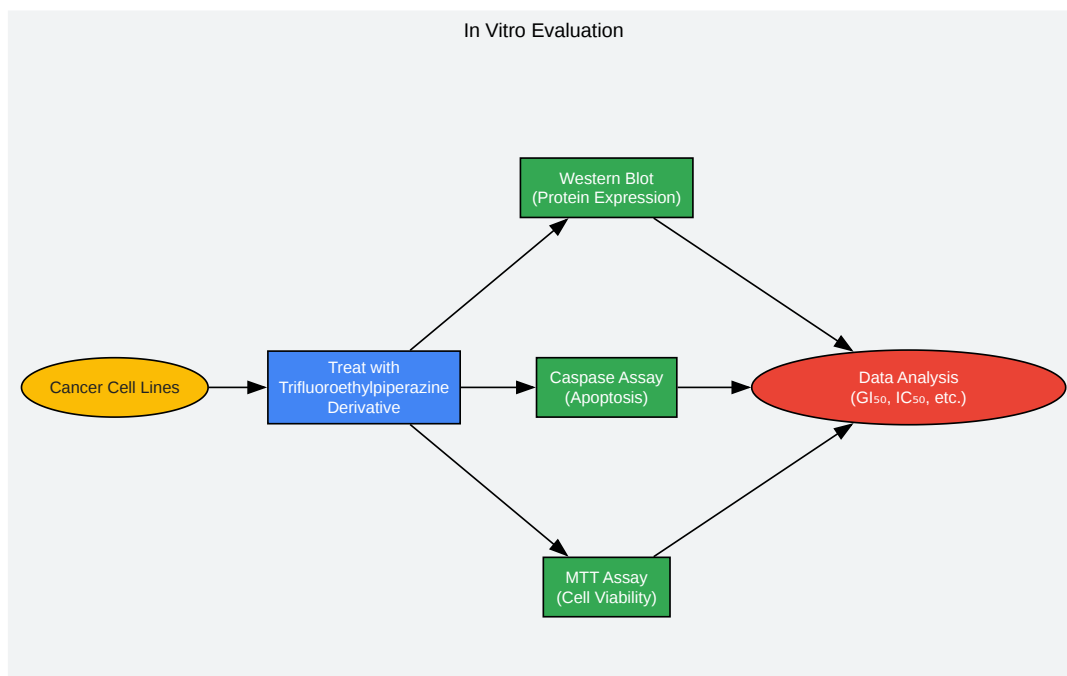 In Vitro Evaluation
Western Blot
(Protein Expression)
Cancer Cell Lines
Treat with
Trifluoroethylpiperazine
Derivative
Caspase Assay
(Apoptosis)
Data Analysis
(GI₅₀, IC₅₀, etc.)
MTT Assay
(Cell Viability)